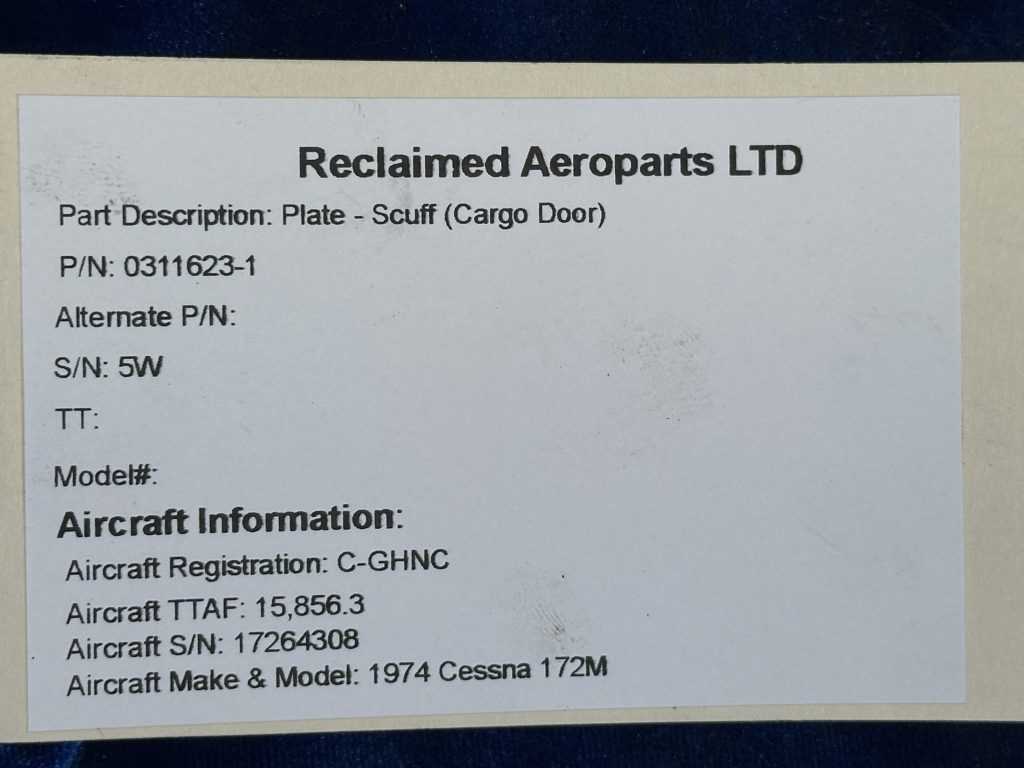 Reclaimed Aeroparts LTD
Part Description: Plate - Scuff (Cargo Door)
P/N: 0311623-1
Alternate P/N:
S/N: 5W
TT:
Model#:
Aircraft Information:
Aircraft Registration: C-GHNC
Aircraft TTAF: 15,856.3
Aircraft S/N: 17264308
Aircraft Make & Model: 1974 Cessna 172M